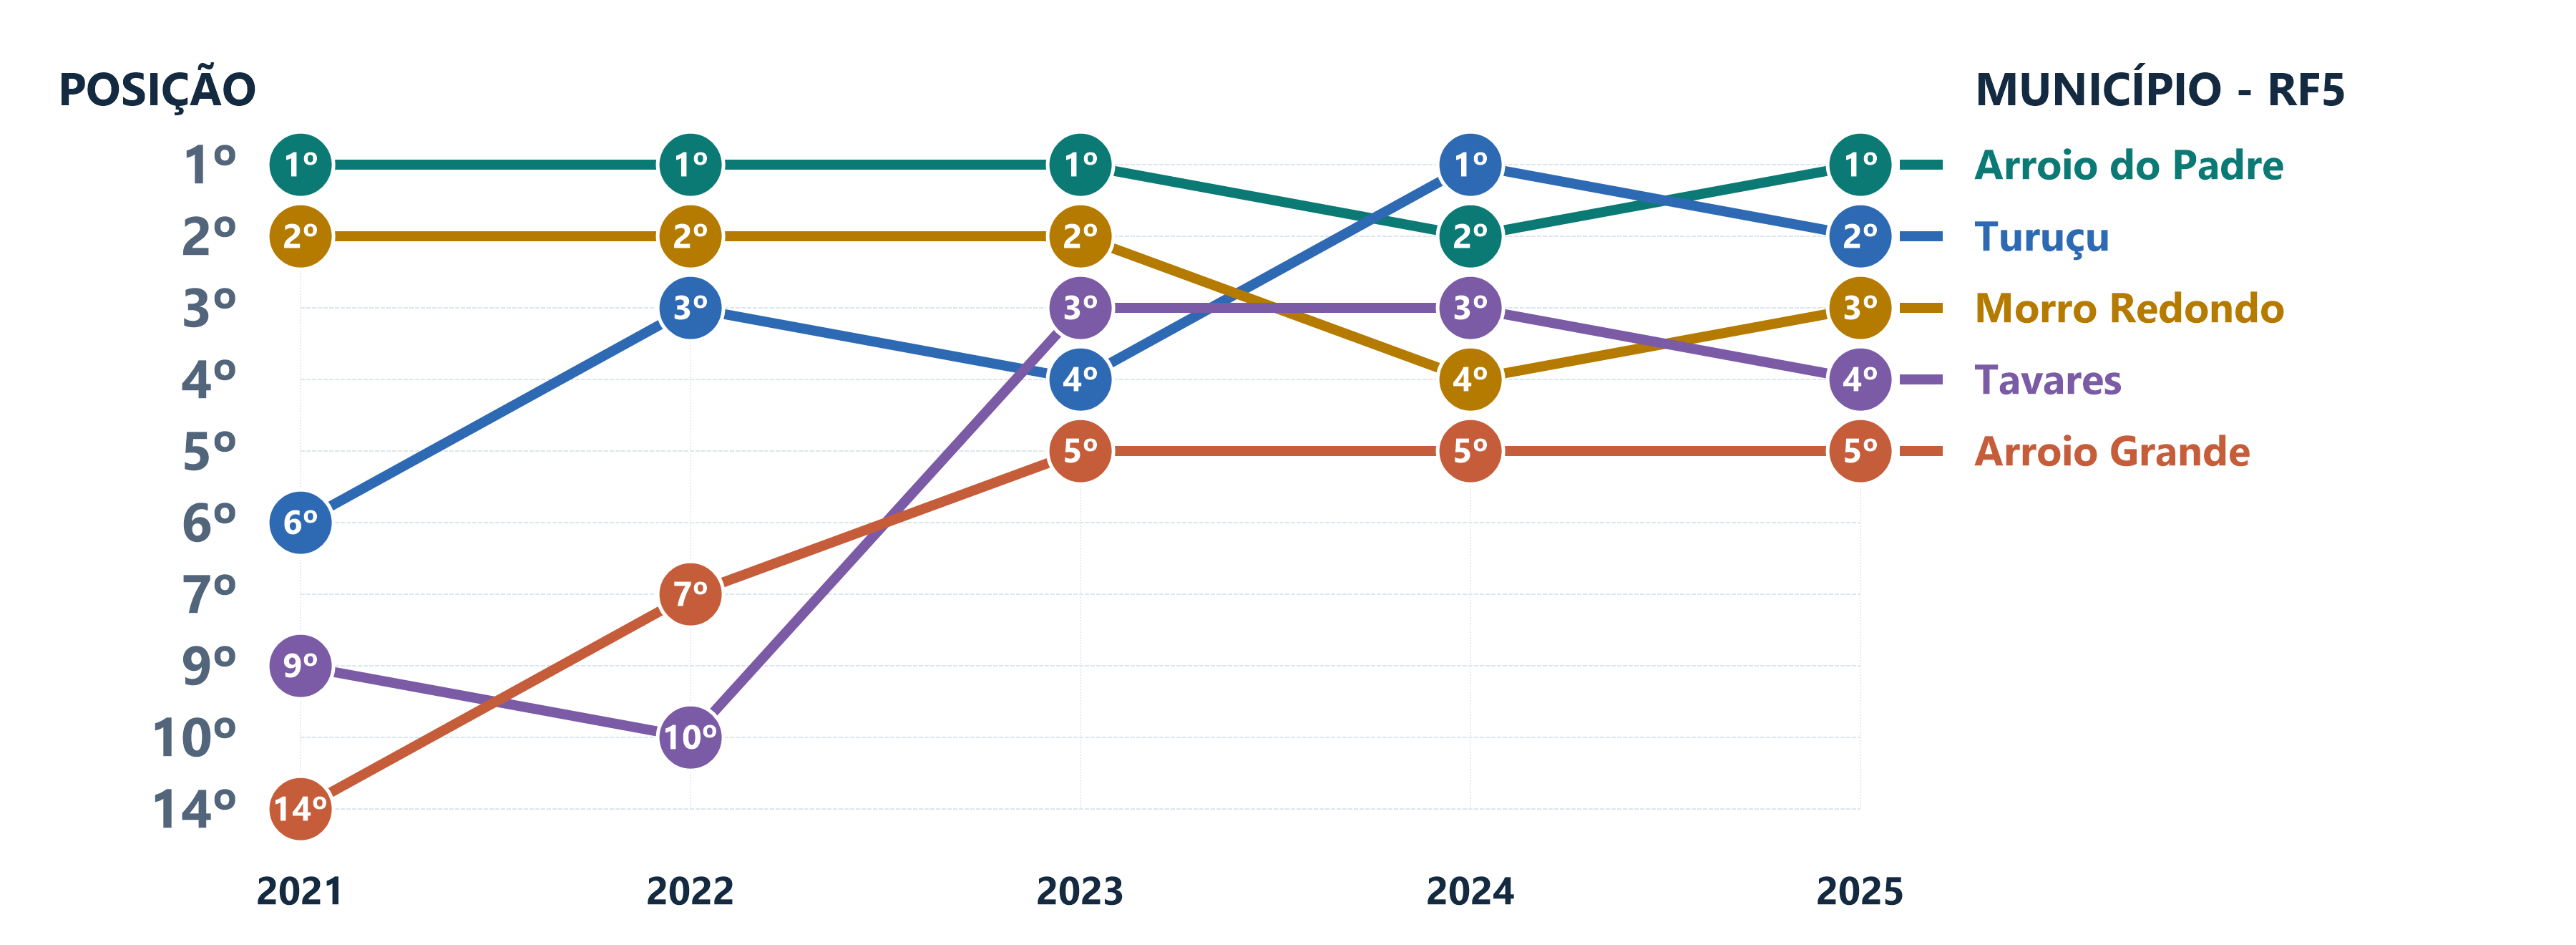 POSIÇÃO MUNICÍPIO - RF5
1º 1º 1º 1º 1º 1º Arroio do Padre
2º 2º 2º 2º 2º 2º Turuçu
3º 3º 3º 3º 3º Morro Redondo
4º 4º 4º 4º Tavares
5º 5º 5º 5º Arroio Grande
6º 6º
7º 7º
9º 9º
10º 10º
14º 14º
2021 2022 2023 2024 2025